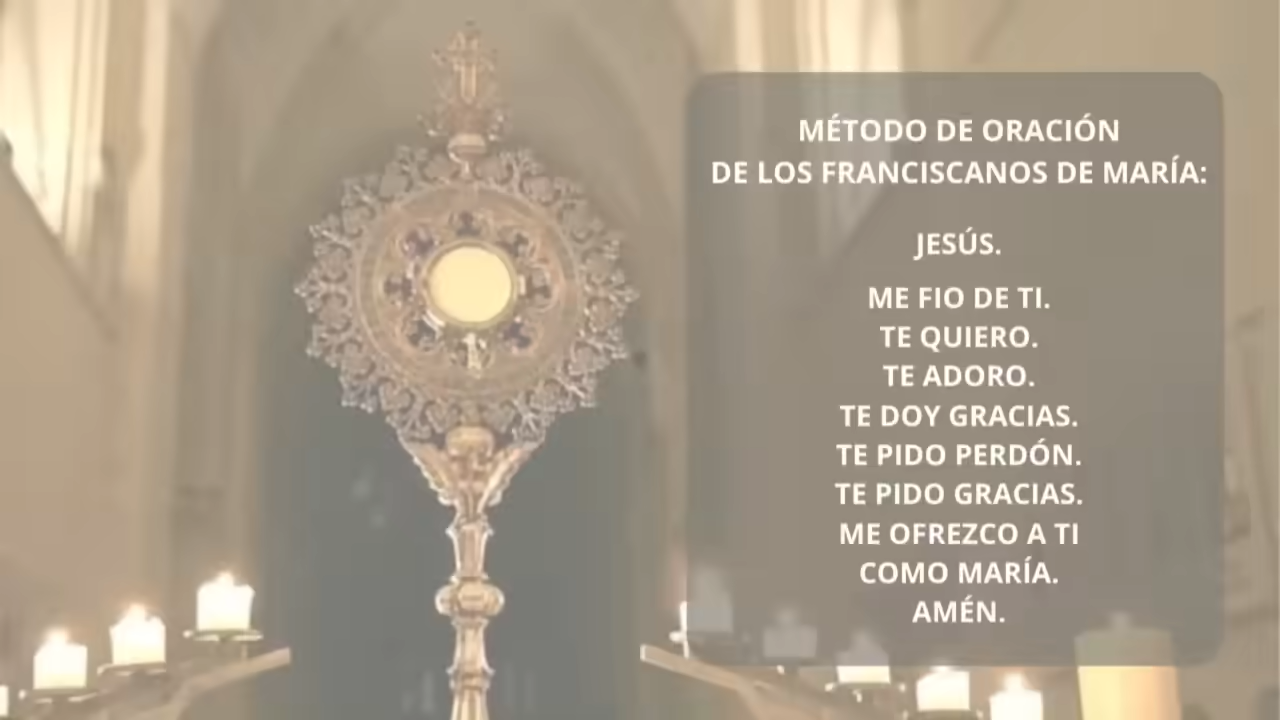 MÉTODO DE ORACIÓN
DE LOS FRANCISCANOS DE MARÍA:
JESÚS.
ME FIO DE TI.
TE QUIERO.
TE ADORO.
TE DOY GRACIAS.
TE PIDO PERDÓN.
TE PIDO GRACIAS.
ME OFREZCO A TI
COMO MARÍA.
AMÉN.